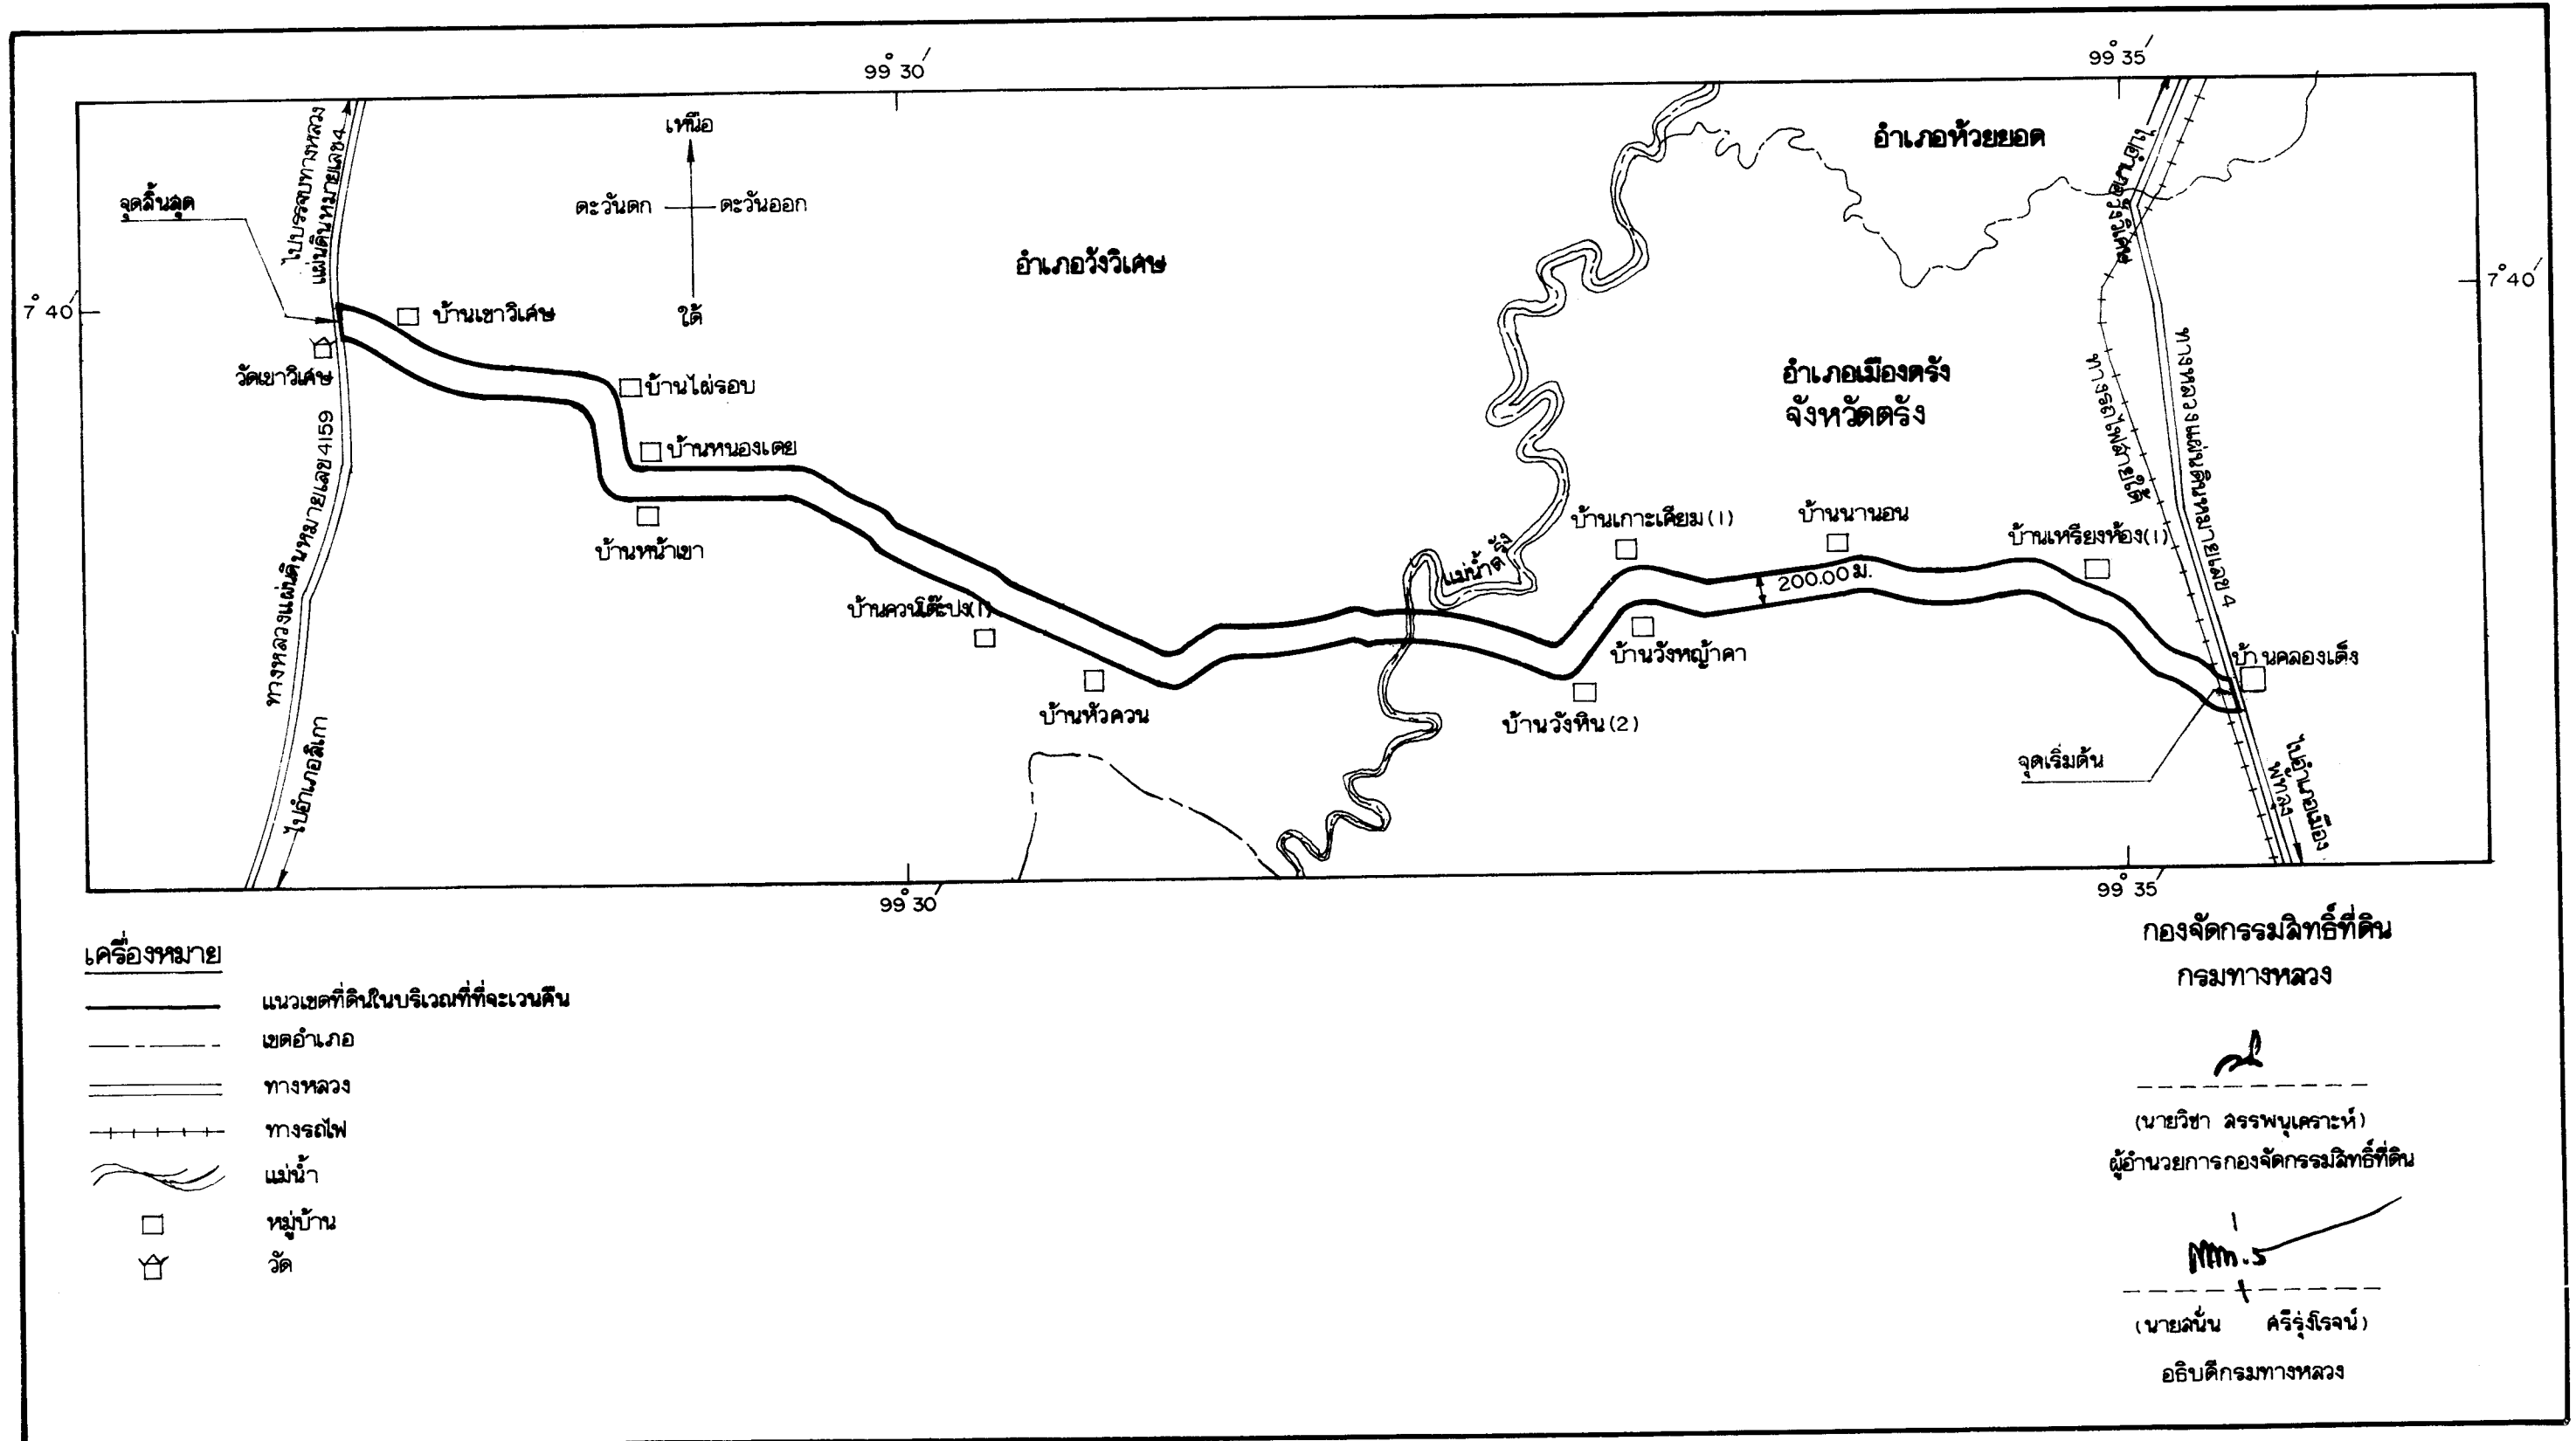 99° 30′
99° 35′
เหนือ
ตะวันตก
ตะวันออก
ใต้
อำเภอห้วยยอด
อำเภอวังวิเศษ
อำเภอเมืองตรัง
จังหวัดตรัง
ไปบรรจบทางหลวง
แผ่นดินหมายเลข 4
จุดสิ้นสุด
7° 40′
7° 40′
บ้านเขาวิเศษ
วัดเขาวิเศษ
บ้านไผ่รอบ
บ้านหนองเตย
บ้านหน้าเขา
ทางหลวงแผ่นดินหมายเลข 4159
ไปอำเภอสิเกา
บ้านควนโต๊ะปง(1)
บ้านหัวควน
แม่น้ำตรัง
บ้านเกาะเคียม(1)
บ้านนานอน
200.00 ม.
บ้านวังหญ้าคา
บ้านวังหิน(2)
บ้านเหรียงห้อง(1)
ไปอำเภอวังวิเศษ
ทางรถไฟสายใต้
ทางหลวงแผ่นดินหมายเลข 4
บ้านคลองเต็ง
จุดเริ่มต้น
ไปอำเภอเมือง
พัทลุง
99° 30′
99° 35′
เครื่องหมาย
แนวเขตที่ดินในบริเวณที่ที่จะเวนคืน
เขตอำเภอ
ทางหลวง
ทางรถไฟ
แม่น้ำ
หมู่บ้าน
วัด
กองจัดกรรมสิทธิ์ที่ดิน
กรมทางหลวง
(นายวิชา สรรพนุเคราะห์)
ผู้อำนวยการกองจัดกรรมสิทธิ์ที่ดิน
(นายสนั่น ศรีรุ่งโรจน์)
อธิบดีกรมทางหลวง